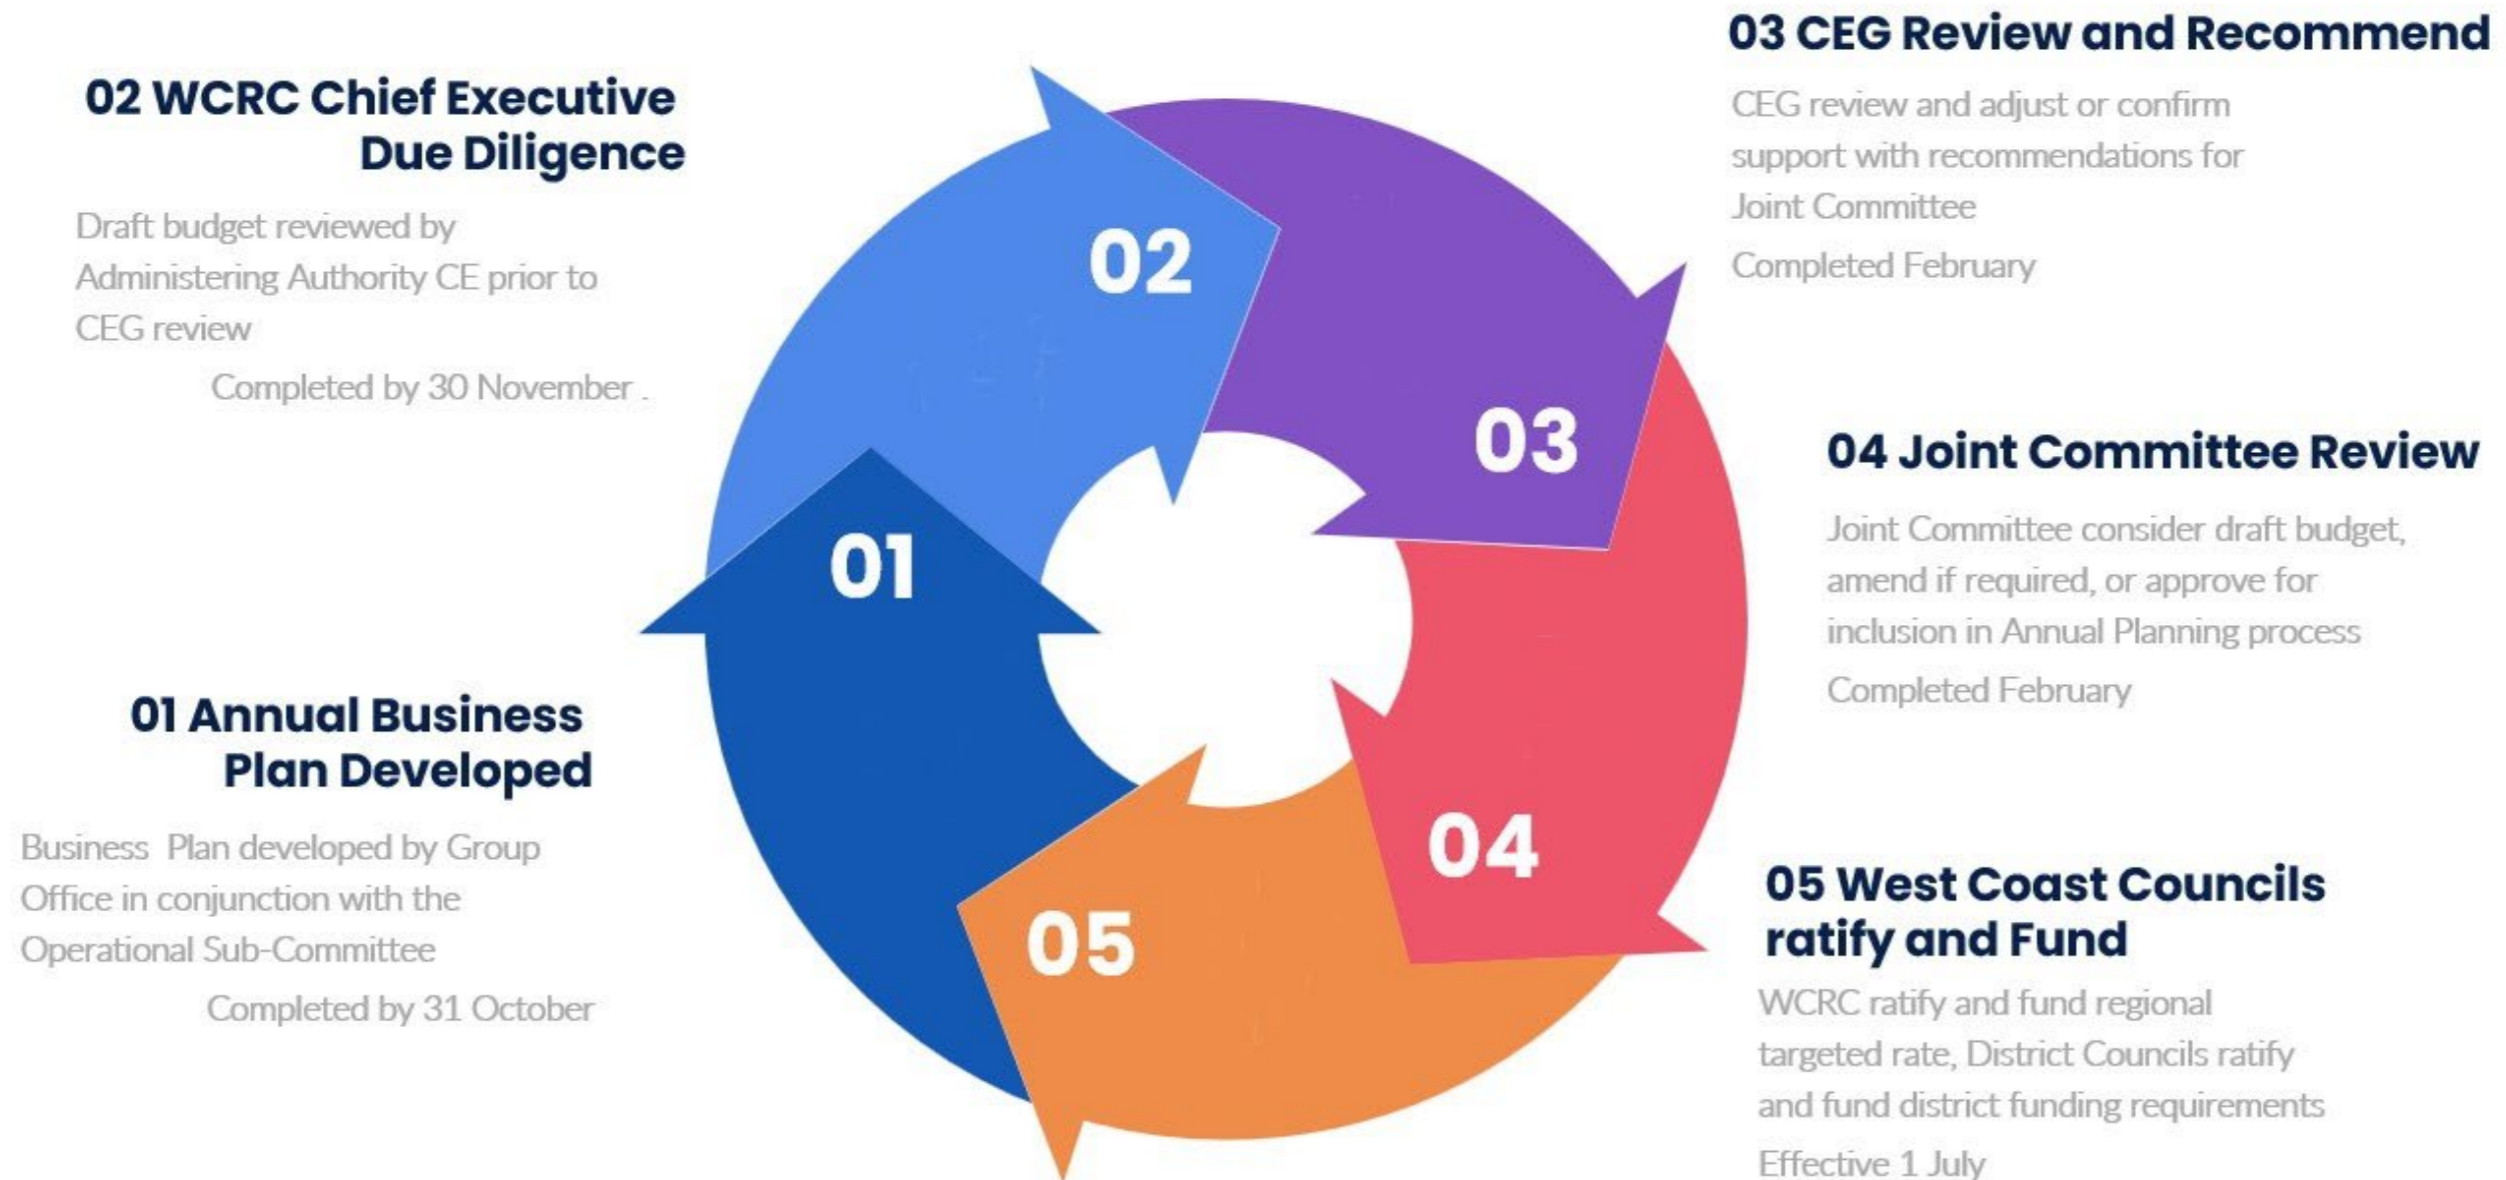 01 Annual Business
Plan Developed
Business  Plan developed by Group
Office in conjunction with the
Operational Sub-Committee
Completed by 31 October
02 WCRC Chief Executive
Due Diligence
Draft budget reviewed by
Administering Authority CE prior to
CEG review
Completed by 30 November .
03 CEG Review and Recommend
CEG review and adjust or confirm
support with recommendations for
Joint Committee
Completed February
04 Joint Committee Review
Joint Committee consider draft budget,
amend if required, or approve for
inclusion in Annual Planning process
Completed February
05 West Coast Councils
ratify and Fund
WCRC ratify and fund regional
targeted rate, District Councils ratify
and fund district funding requirements
Effective 1 July
01
02
03
04
05